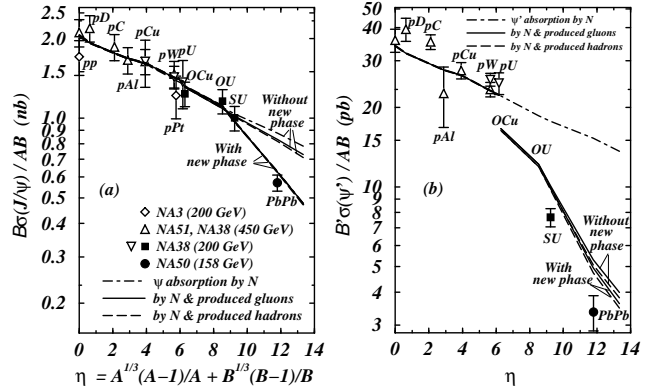 Bσ(J/ψ) / AB (nb)
2.0
1.5
1.0
0.9
0.8
0.7
0.6
0.5
0.4
0.3
0.2
pD
pC
pCu
pW
pU
pp
pAl
OCu
OU
SU
pPt
Without
new
phase
With
new phase
PbPb
(a)
NA3 (200 GeV)
NA51, NA38 (450 GeV)
NA38 (200 GeV)
NA50 (158 GeV)
ψ absorption by N
by N & produced gluons
by N & produced hadrons
0 2 4 6 8 10 12 14
η = A^1/3 (A−1)/A + B^1/3 (B−1)/B
B'σ(ψ') / AB (pb)
50
40
30
20
15
10
9
8
7
6
5
4
3
ψ' absorption by N
by N & produced gluons
by N & produced hadrons
pD
pC
pCu
pW
pU
pAl
OCu
OU
SU
Without
new phase
With
new phase
PbPb
(b)
0 2 4 6 8 10 12 14
η